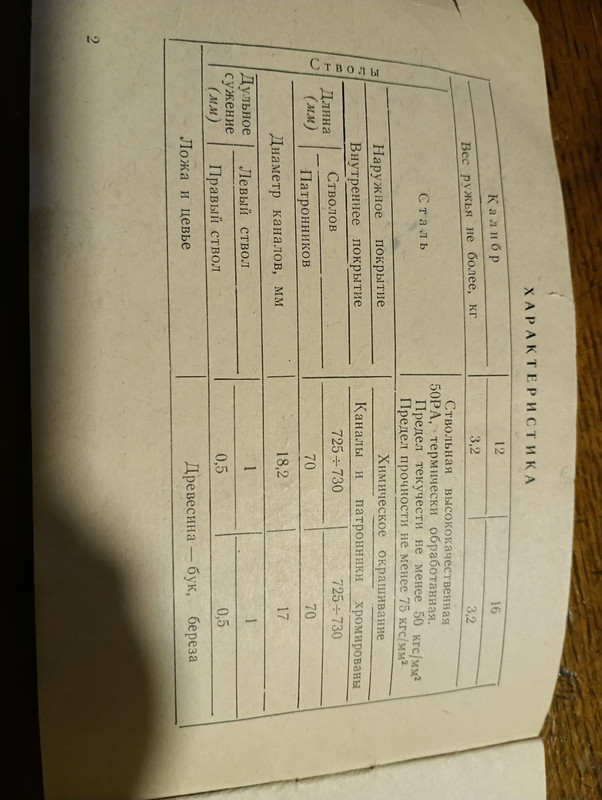 ХАРАКТЕРИСТИКА
Калибр 12 16
Вес ружья не более, кг 3,2 3,2
Стволы
Сталь
Ствольная высококачественная
50РА, термически обработанная.
Предел текучести не менее 50 кгс/мм²
Предел прочности не менее 75 кгс/мм²
Наружное покрытие Химическое окрашивание
Внутреннее покрытие Каналы и патронники хромированы
Длина (мм)
Стволов 725÷730 725÷730
Патронников 70 70
Диаметр каналов, мм 18,2 17
Дульное сужение (мм)
Левый ствол 1 1
Правый ствол 0,5 0,5
Ложа и цевье Древесина — бук, береза
2